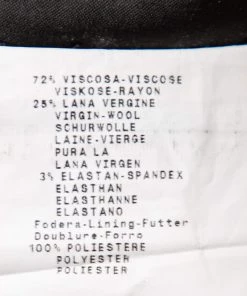 72% VISCOSA-VISCOSE
VISKOSE-RAYON
25% LANA VERGINE
VIRGIN-WOOL
SCHURWOLLE
LAINE-VIERGE
PURA LA
LANA VIRGEN
3% ELASTAN-SPANDEX
ELASTHAN
ELASTHANNE
ELASTANO
Fodera-Lining-Futter
Doublure-Forro
100% POLIESTERE
POLYESTER
POLIESTER